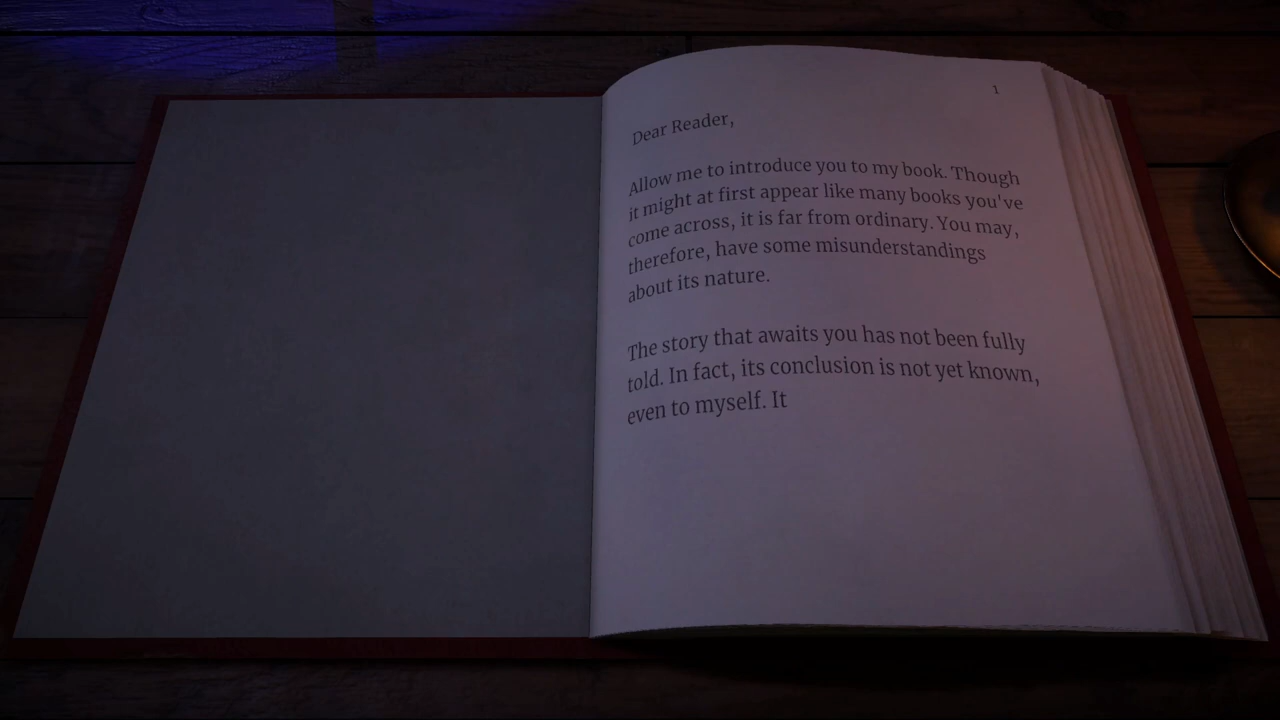 1
Dear Reader,
Allow me to introduce you to my book. Though
it might at first appear like many books you've
come across, it is far from ordinary. You may,
therefore, have some misunderstandings
about its nature.
The story that awaits you has not been fully
told. In fact, its conclusion is not yet known,
even to myself. It